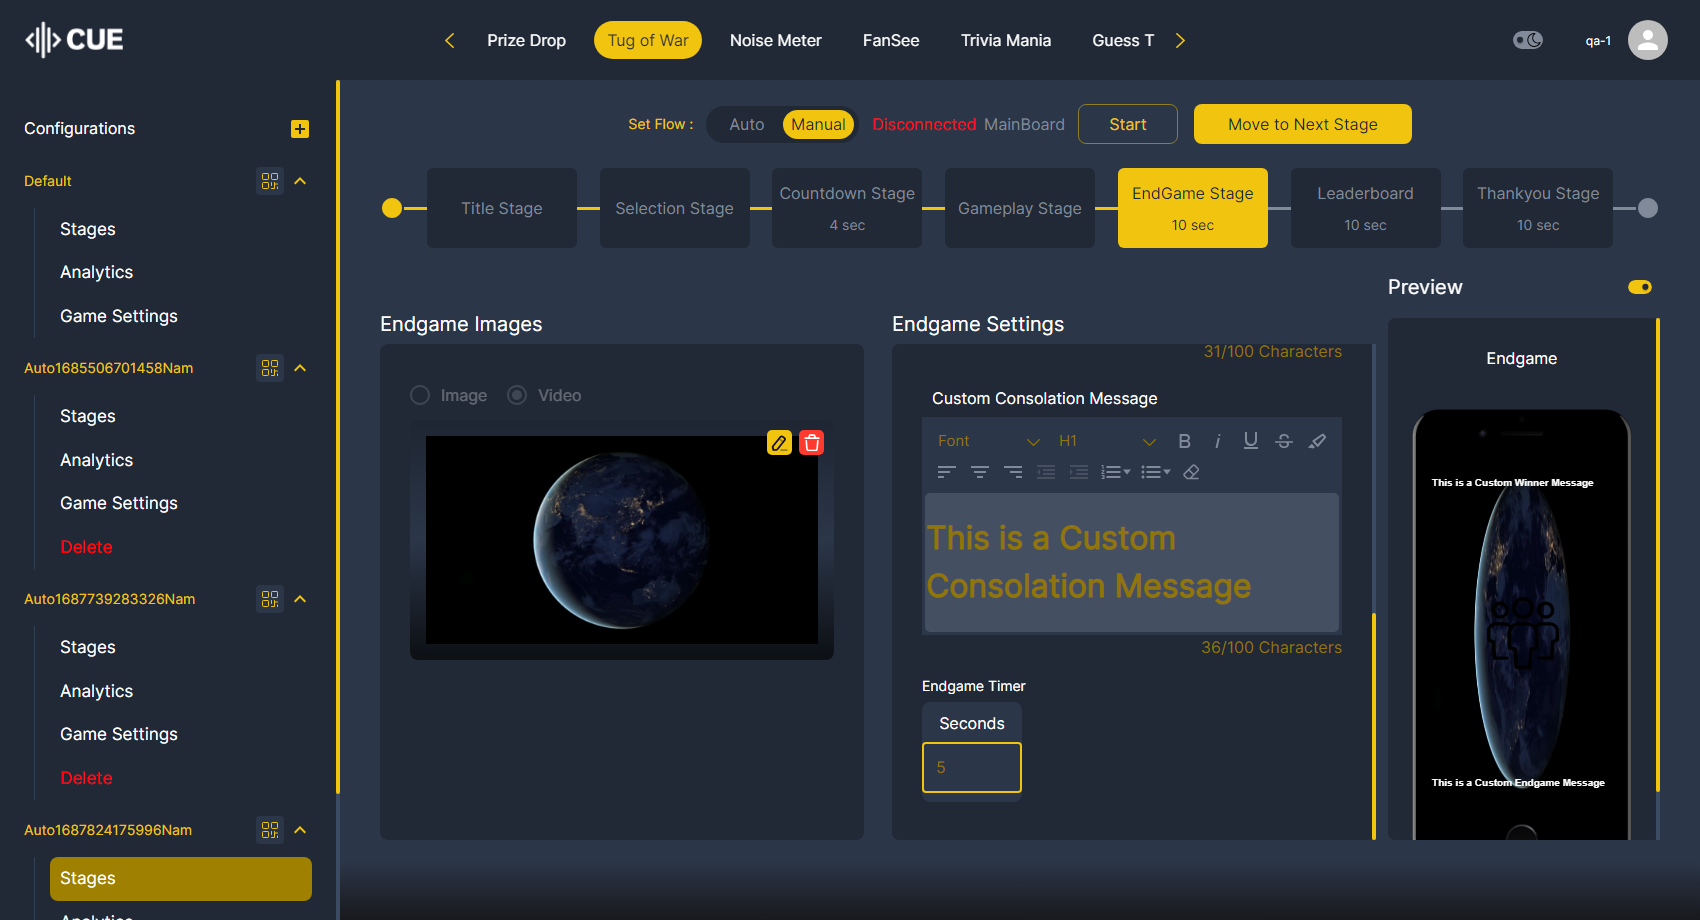 CUE
Prize Drop
Tug of War
Noise Meter
FanSee
Trivia Mania
Guess T
qa-1
Configurations
Default
Stages
Analytics
Game Settings
Auto1685506701458Nam
Stages
Analytics
Game Settings
Delete
Auto1687739283326Nam
Stages
Analytics
Game Settings
Delete
Auto1687824175996Nam
Stages
Analytics
Set Flow :
Auto
Manual
Disconnected MainBoard
Start
Move to Next Stage
Title Stage
Selection Stage
Countdown Stage
4 sec
Gameplay Stage
EndGame Stage
10 sec
Leaderboard
10 sec
Thankyou Stage
10 sec
Endgame Images
Image
Video
Endgame Settings
31/100 Characters
Custom Consolation Message
Font
H1
B i U S
This is a Custom
Consolation Message
36/100 Characters
Endgame Timer
Seconds
5
Preview
Endgame
This is a Custom Winner Message
This is a Custom Endgame Message